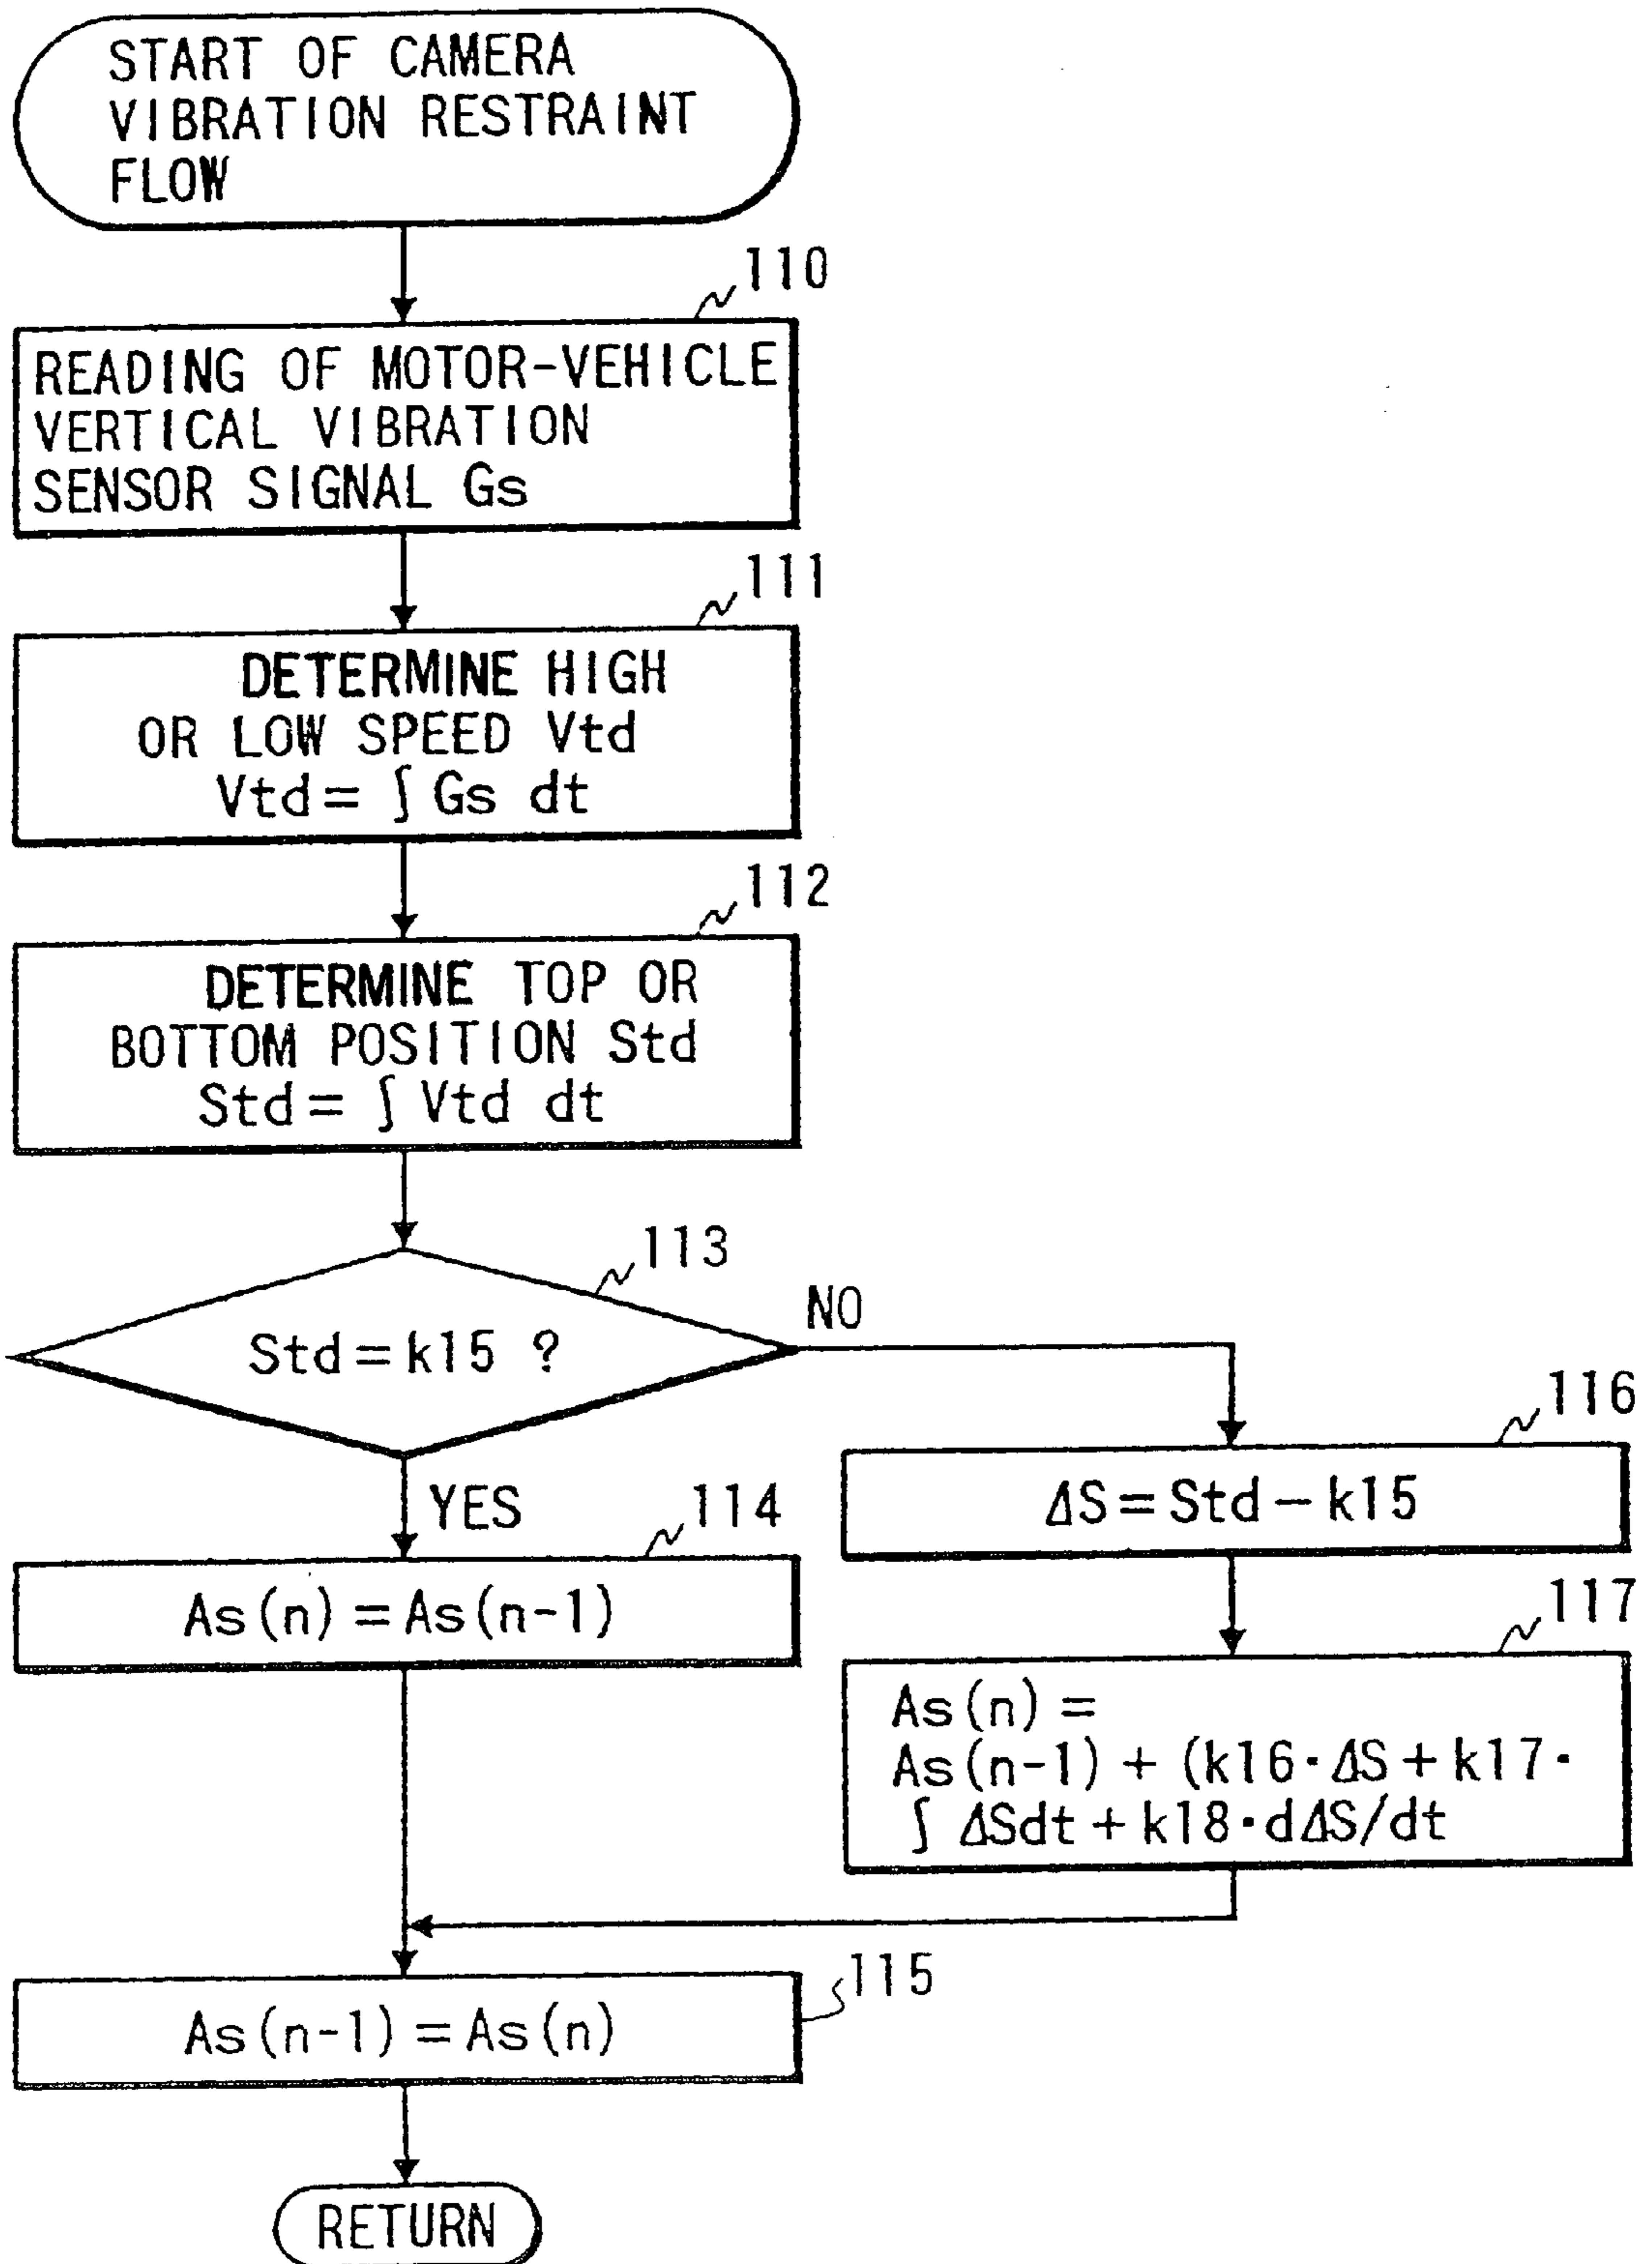 START OF CAMERA
VIBRATION RESTRAINT
FLOW
110
READING OF MOTOR-VEHICLE
VERTICAL VIBRATION
SENSOR SIGNAL Gs
111
DETERMINE HIGH
OR LOW SPEED Vtd
Vtd = ∫ Gs dt
112
DETERMINE TOP OR
BOTTOM POSITION Std
Std = ∫ Vtd dt
113
Std = k15 ?
NO
YES
114
As(n) = As(n-1)
116
ΔS = Std − k15
117
As(n) =
As(n-1) + (k16・ΔS + k17・
∫ ΔSdt + k18・dΔS/dt
115
As(n-1) = As(n)
RETURN